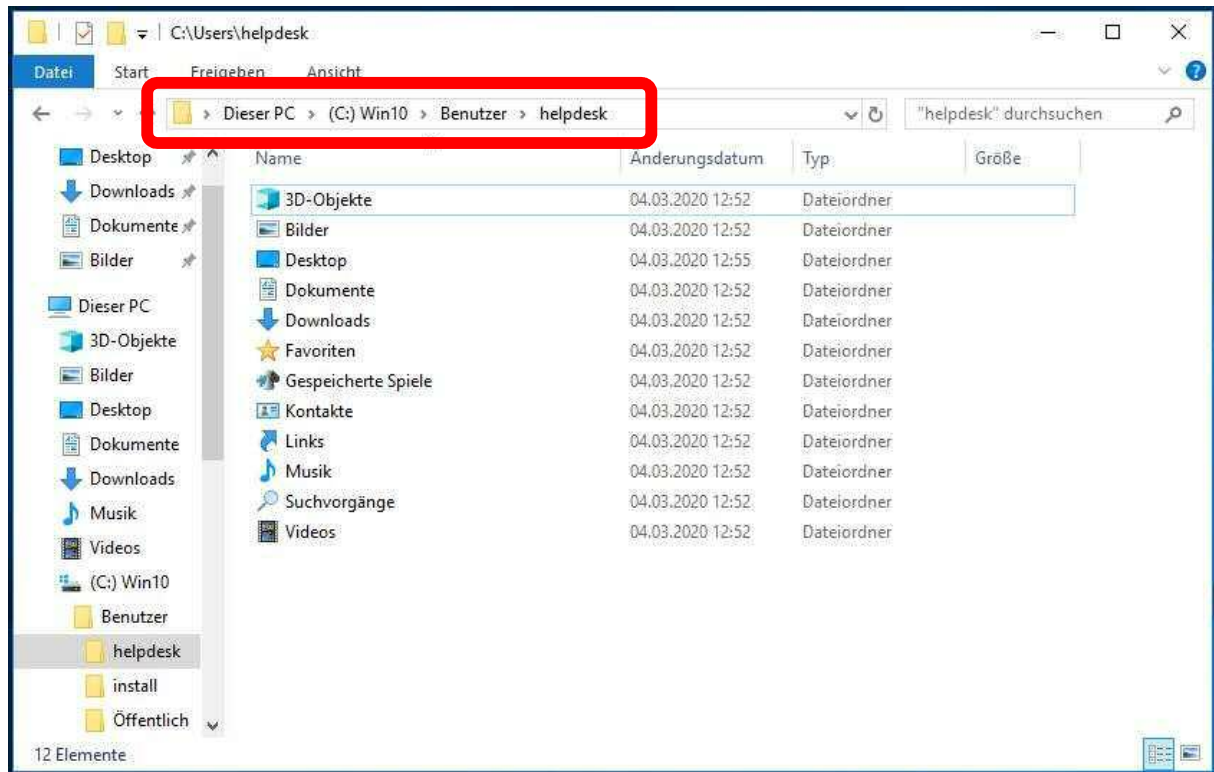 C:\Users\helpdesk
Datei Start Freigeben Ansicht
Dieser PC > (C:) Win10 > Benutzer > helpdesk
"helpdesk" durchsuchen
Desktop
Downloads
Dokumente
Bilder
Dieser PC
3D-Objekte
Bilder
Desktop
Dokumente
Downloads
Musik
Videos
(C:) Win10
Benutzer
helpdesk
install
Öffentlich
Name Änderungsdatum Typ Größe
3D-Objekte 04.03.2020 12:52 Dateiordner
Bilder 04.03.2020 12:52 Dateiordner
Desktop 04.03.2020 12:55 Dateiordner
Dokumente 04.03.2020 12:52 Dateiordner
Downloads 04.03.2020 12:52 Dateiordner
Favoriten 04.03.2020 12:52 Dateiordner
Gespeicherte Spiele 04.03.2020 12:52 Dateiordner
Kontakte 04.03.2020 12:52 Dateiordner
Links 04.03.2020 12:52 Dateiordner
Musik 04.03.2020 12:52 Dateiordner
Suchvorgänge 04.03.2020 12:52 Dateiordner
Videos 04.03.2020 12:52 Dateiordner
12 Elemente